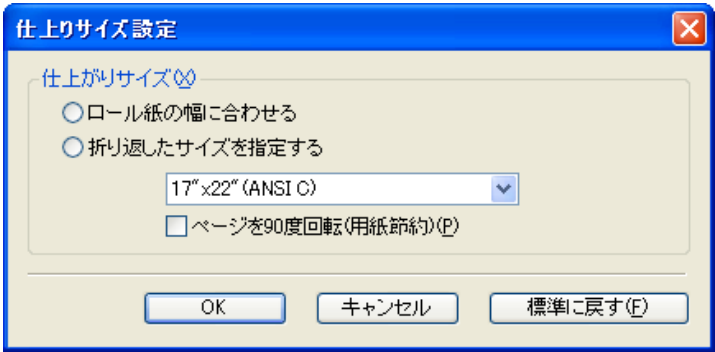 仕上りサイズ設定
仕上がりサイズ(X)
ロール紙の幅に合わせる
折り返したサイズを指定する
17"x22"(ANSI C)
ページを90度回転(用紙節約)(P)
OK キャンセル 標準に戻す(F)